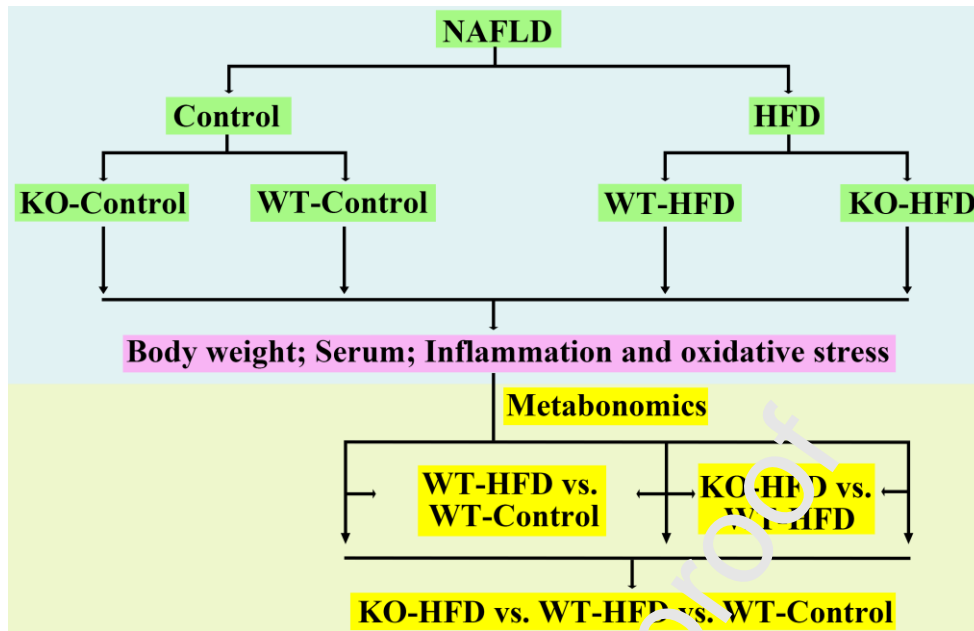 NAFLD
Control
HFD
KO-Control
WT-Control
WT-HFD
KO-HFD
Body weight; Serum; Inflammation and oxidative stress
Metabonomics
WT-HFD vs.
WT-Control
KO-HFD vs.
WT-HFD
KO-HFD vs. WT-HFD vs. WT-Control
proof